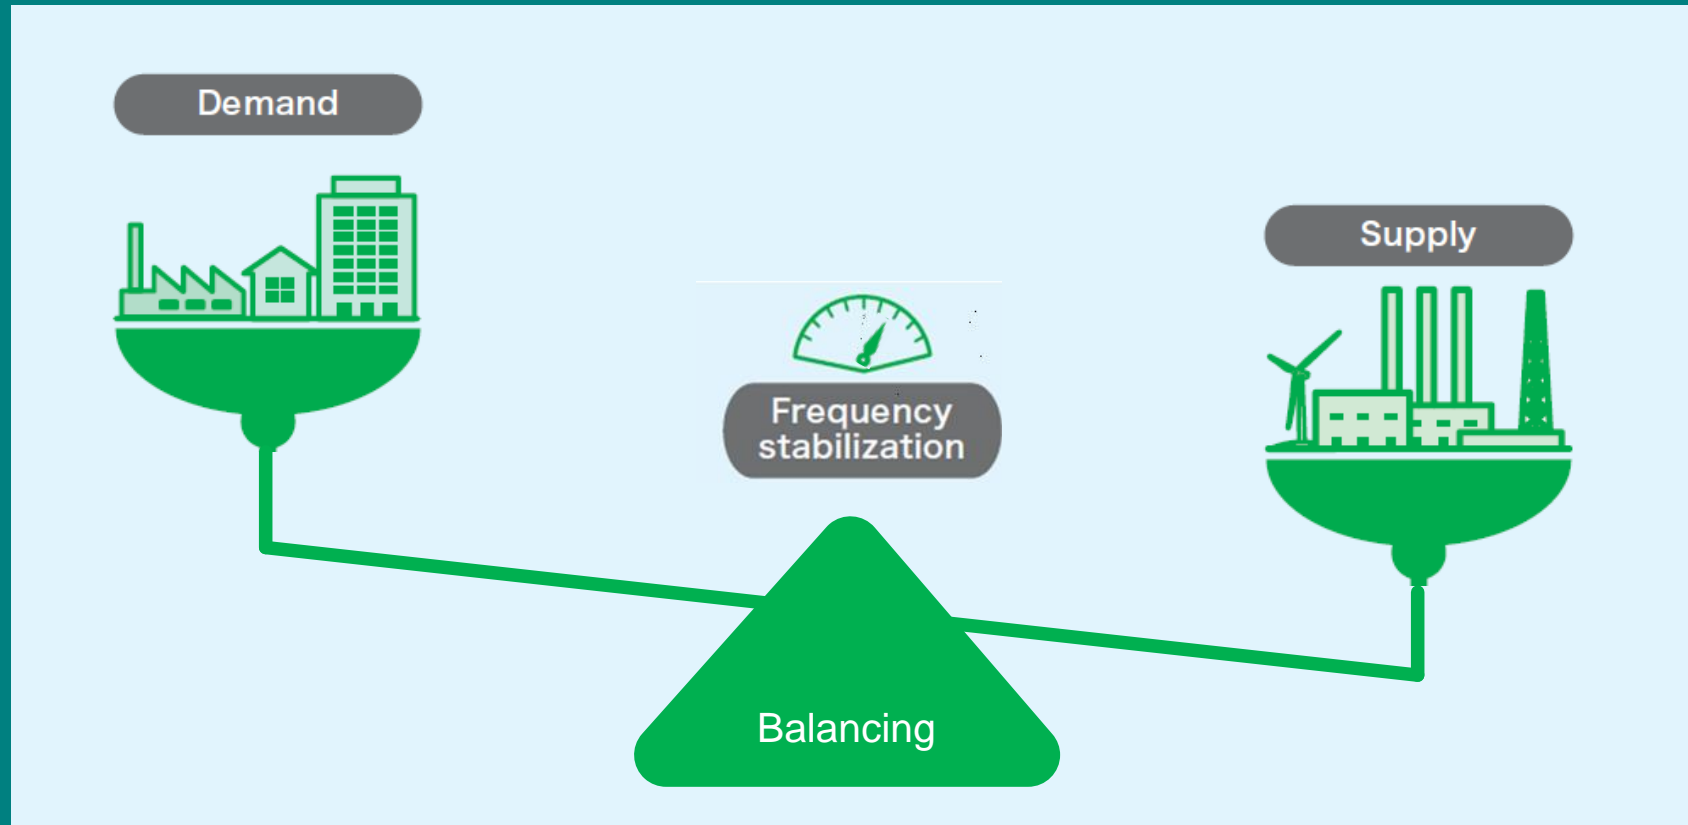 Demand
Supply
Frequency
stabilization
Balancing